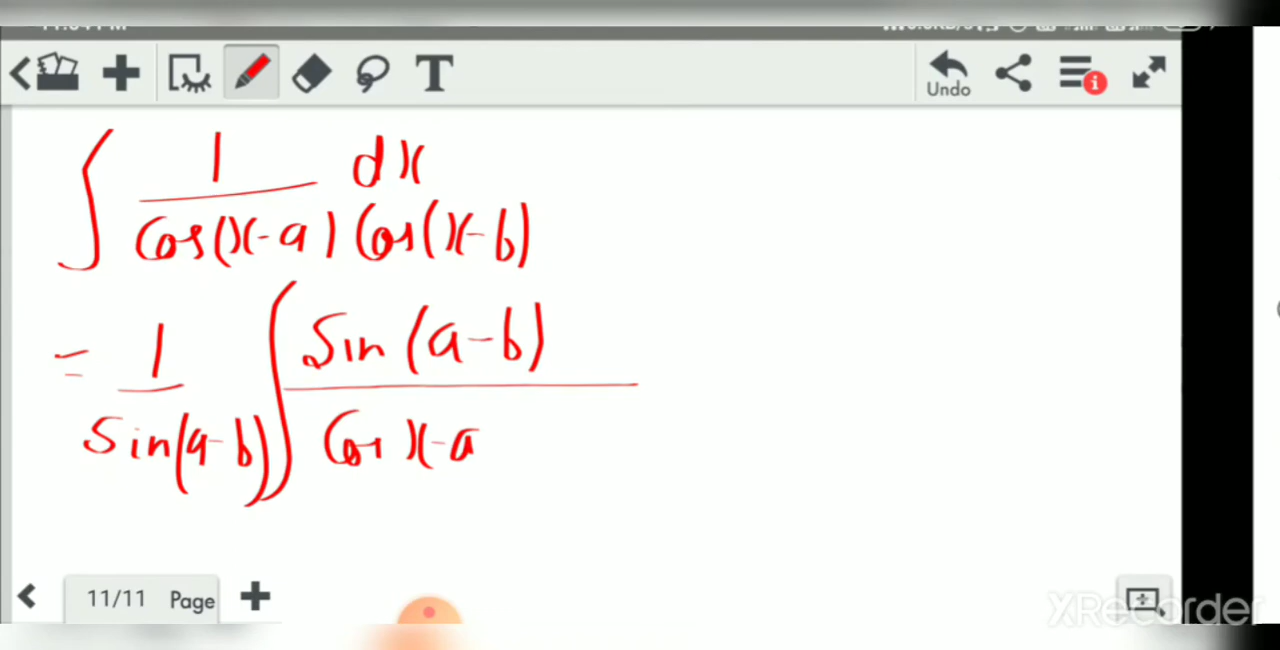 Undo
∫ 1/(Cos(x-a) Cos(x-b)) dx
= 1/Sin(a-b) ∫ Sin(a-b)/(Cos x-a
11/11 Page
XRecorder